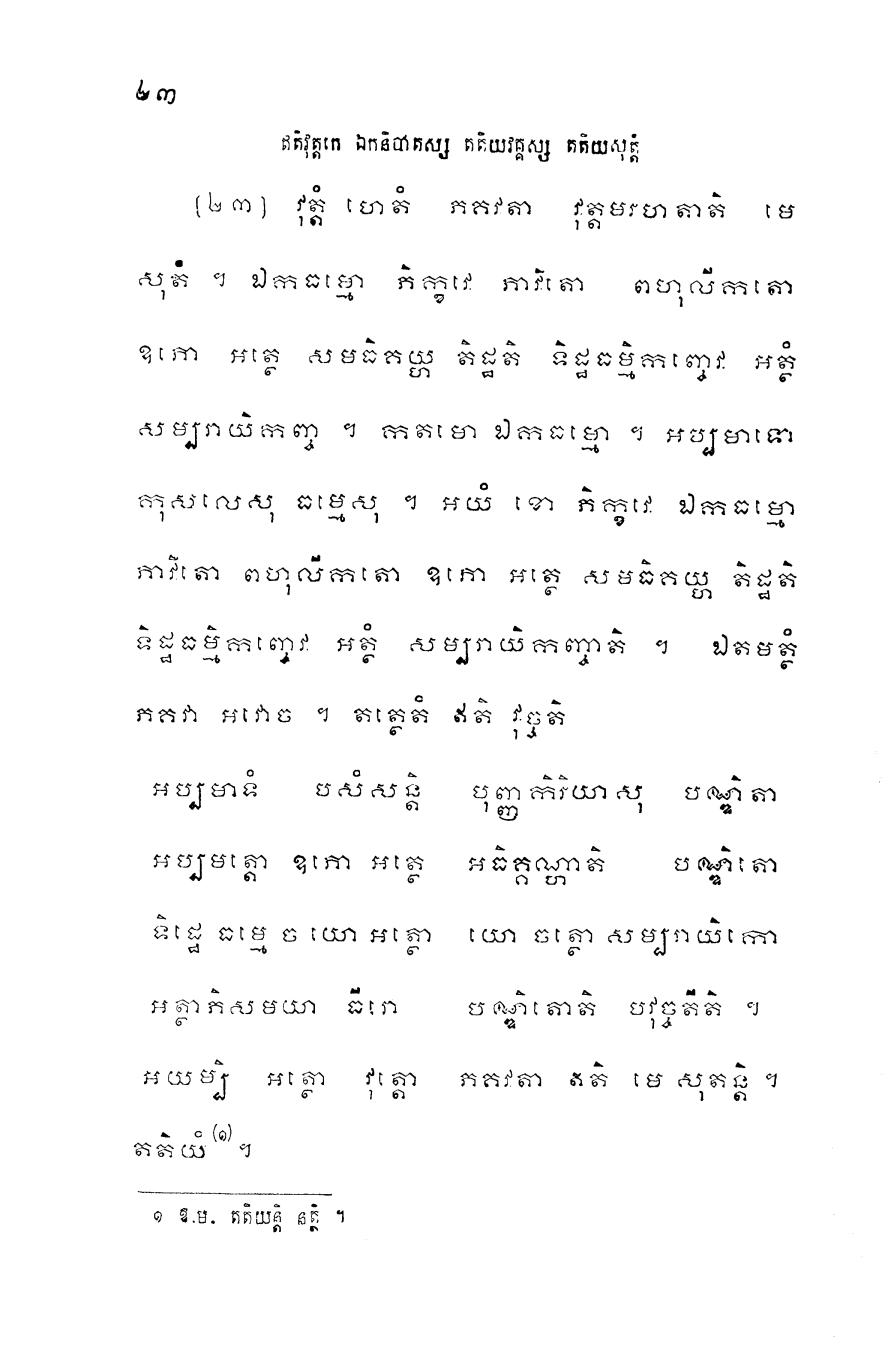 ២៣
ឥតិវុត្តកេ ឯកនិបាតស្ស តតិយវគ្គស្ស តតិយសុត្តំ
(២៣) វុត្តំ ហេតំ ភគវតា វុត្តមរហតាតិ មេ
សុតំ ។ ឯកធម្មោ ភិក្ខវេ ភាវិតោ ពហុលីកតោ
ឧភោ អត្ថេ សមធិគយ្ហ តិដ្ឋតិ ទិដ្ឋធម្មិកញ្ចេវ អត្ថំ
សម្បរាយិកញ្ច ។ កតមោ ឯកធម្មោ ។ អប្បមាទោ
កុសលេសុ ធម្មេសុ ។ អយំ ខោ ភិក្ខវេ ឯកធម្មោ
ភាវិតោ ពហុលីកតោ ឧភោ អត្ថេ សមធិគយ្ហ តិដ្ឋតិ
ទិដ្ឋធម្មិកញ្ចេវ អត្ថំ សម្បរាយិកញ្ចាតិ ។ ឯតមត្ថំ
ភគវា អវោច ។ តត្ថេតំ ឥតិ វុច្ចតិ
អប្បមាទំ បសំសន្តិ បុញ្ញកិរិយាសុ បណ្ឌិតា
អប្បមត្តោ ឧភោ អត្ថេ អធិគ្គណ្ហាតិ បណ្ឌិតោ
ទិដ្ឋេ ធម្មេ ច យោ អត្ថោ យោ ចត្ថោ សម្បរាយិកោ
អត្ថាភិសមយា ធីរោ បណ្ឌិតោតិ បវុច្ចតីតិ ។
អយម្បិ អត្ថោ វុត្តោ ភគវតា ឥតិ មេ សុតន្តិ ។
តតិយំ (១) ។
១ ឱ.ម. តតិយន្តិ នត្ថិ ។